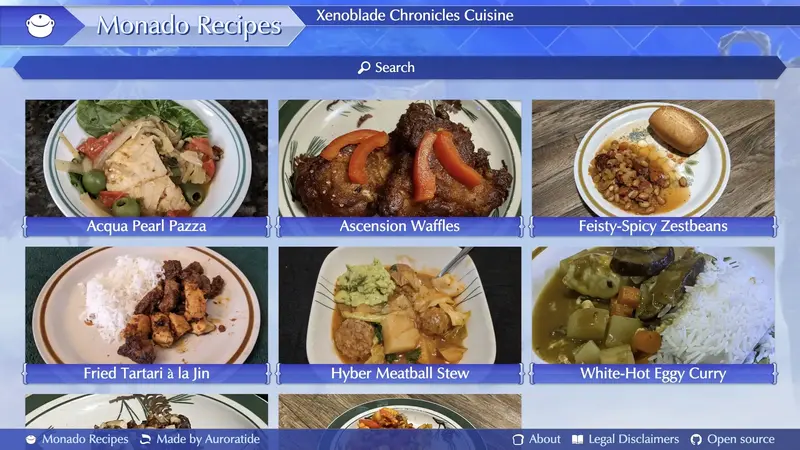 Monado Recipes
Xenoblade Chronicles Cuisine
Search
Acqua Pearl Pazza
Ascension Waffles
Feisty-Spicy Zestbeans
Fried Tartari à la Jin
Hyber Meatball Stew
White-Hot Eggy Curry
Monado Recipes
Made by Auroratide
About
Legal Disclaimers
Open source